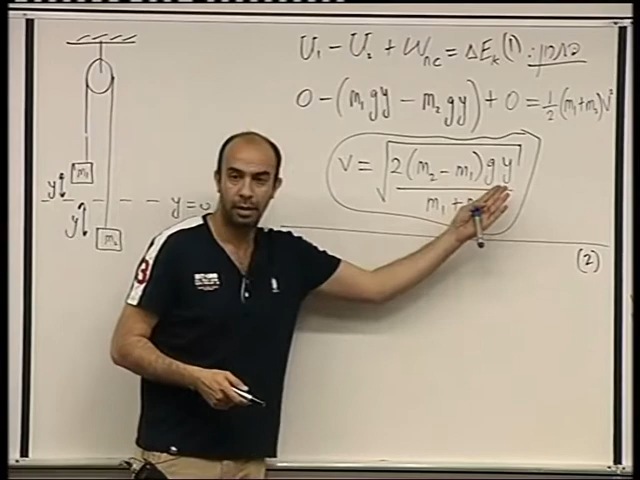 U₁ - U₂ + W_nc = ΔE_k (1)
0 - (m₁gy - m₂gy) + 0 = ½(m₁+m₂)v²
v = √(2(m₂-m₁)gy / m₁+
m₁
y
y=0
y
m₂
(2)
3